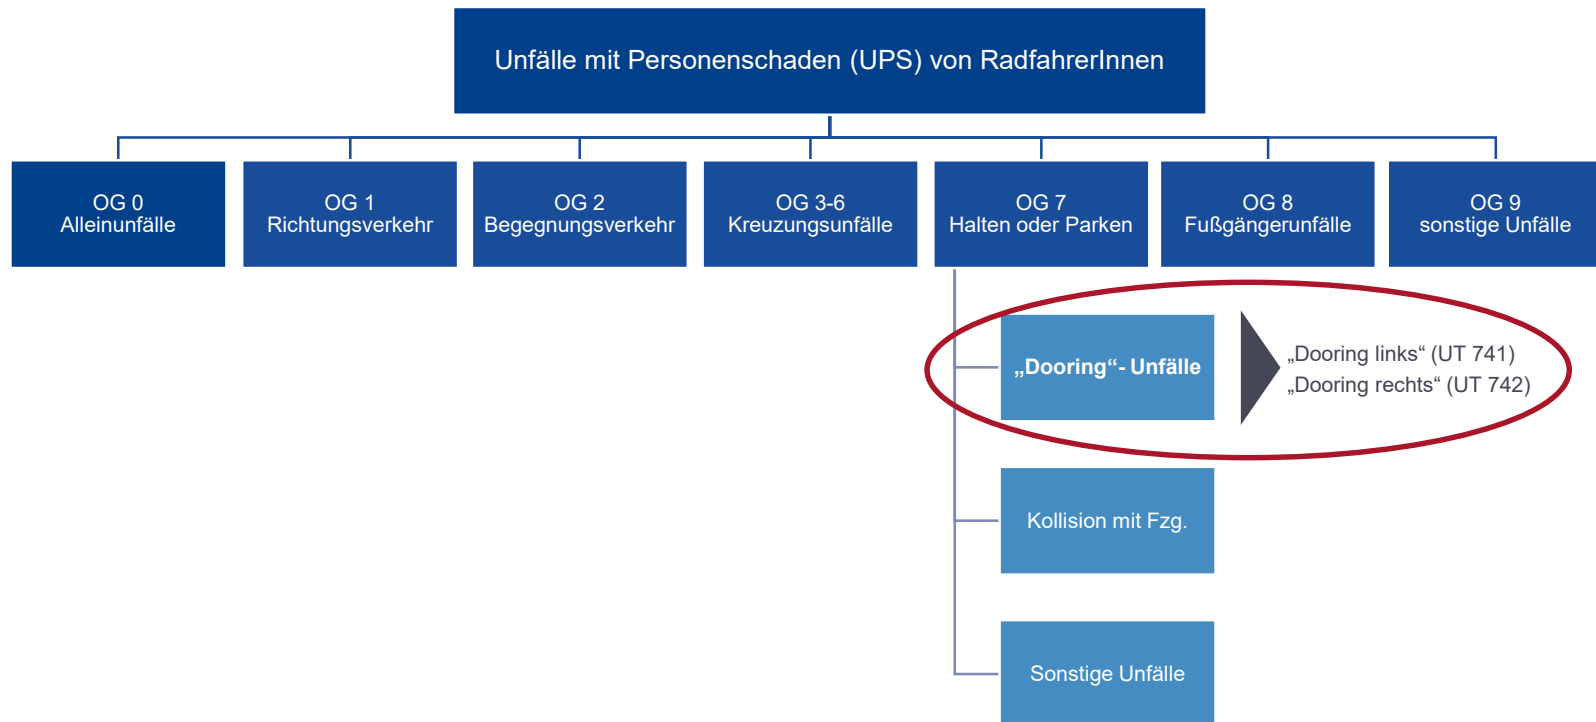 Unfälle mit Personenschaden (UPS) von RadfahrerInnen
OG 0
Alleinunfälle
OG 1
Richtungsverkehr
OG 2
Begegnungsverkehr
OG 3-6
Kreuzungsunfälle
OG 7
Halten oder Parken
OG 8
Fußgängerunfälle
OG 9
sonstige Unfälle
„Dooring“- Unfälle
„Dooring links“ (UT 741)
„Dooring rechts“ (UT 742)
Kollision mit Fzg.
Sonstige Unfälle